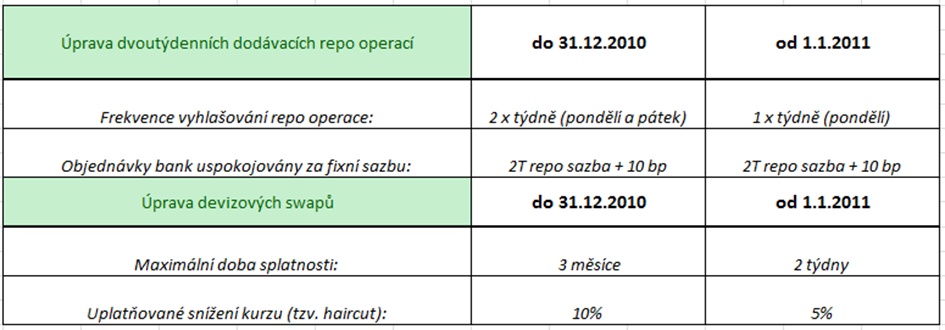 Úprava dvoutýdenních dodávacích repo operací do 31.12.2010 od 1.1.2011
Frekvence vyhlašování repo operace: 2 x týdně (pondělí a pátek) 1 x týdně (pondělí)
Objednávky bank uspokojovány za fixní sazbu: 2T repo sazba + 10 bp 2T repo sazba + 10 bp
Úprava devizových swapů do 31.12.2010 od 1.1.2011
Maximální doba splatnosti: 3 měsíce 2 týdny
Uplatňované snížení kurzu (tzv. haircut): 10% 5%